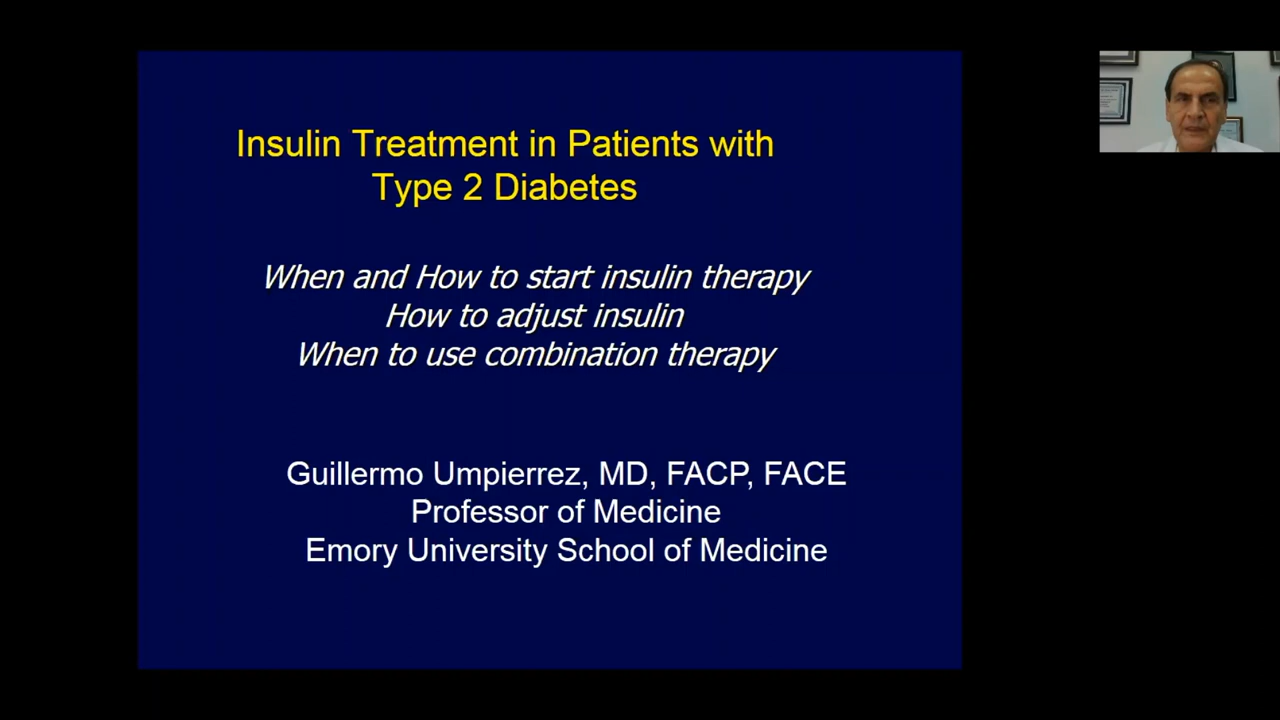 Insulin Treatment in Patients with
Type 2 Diabetes
When and How to start insulin therapy
How to adjust insulin
When to use combination therapy
Guillermo Umpierrez, MD, FACP, FACE
Professor of Medicine
Emory University School of Medicine